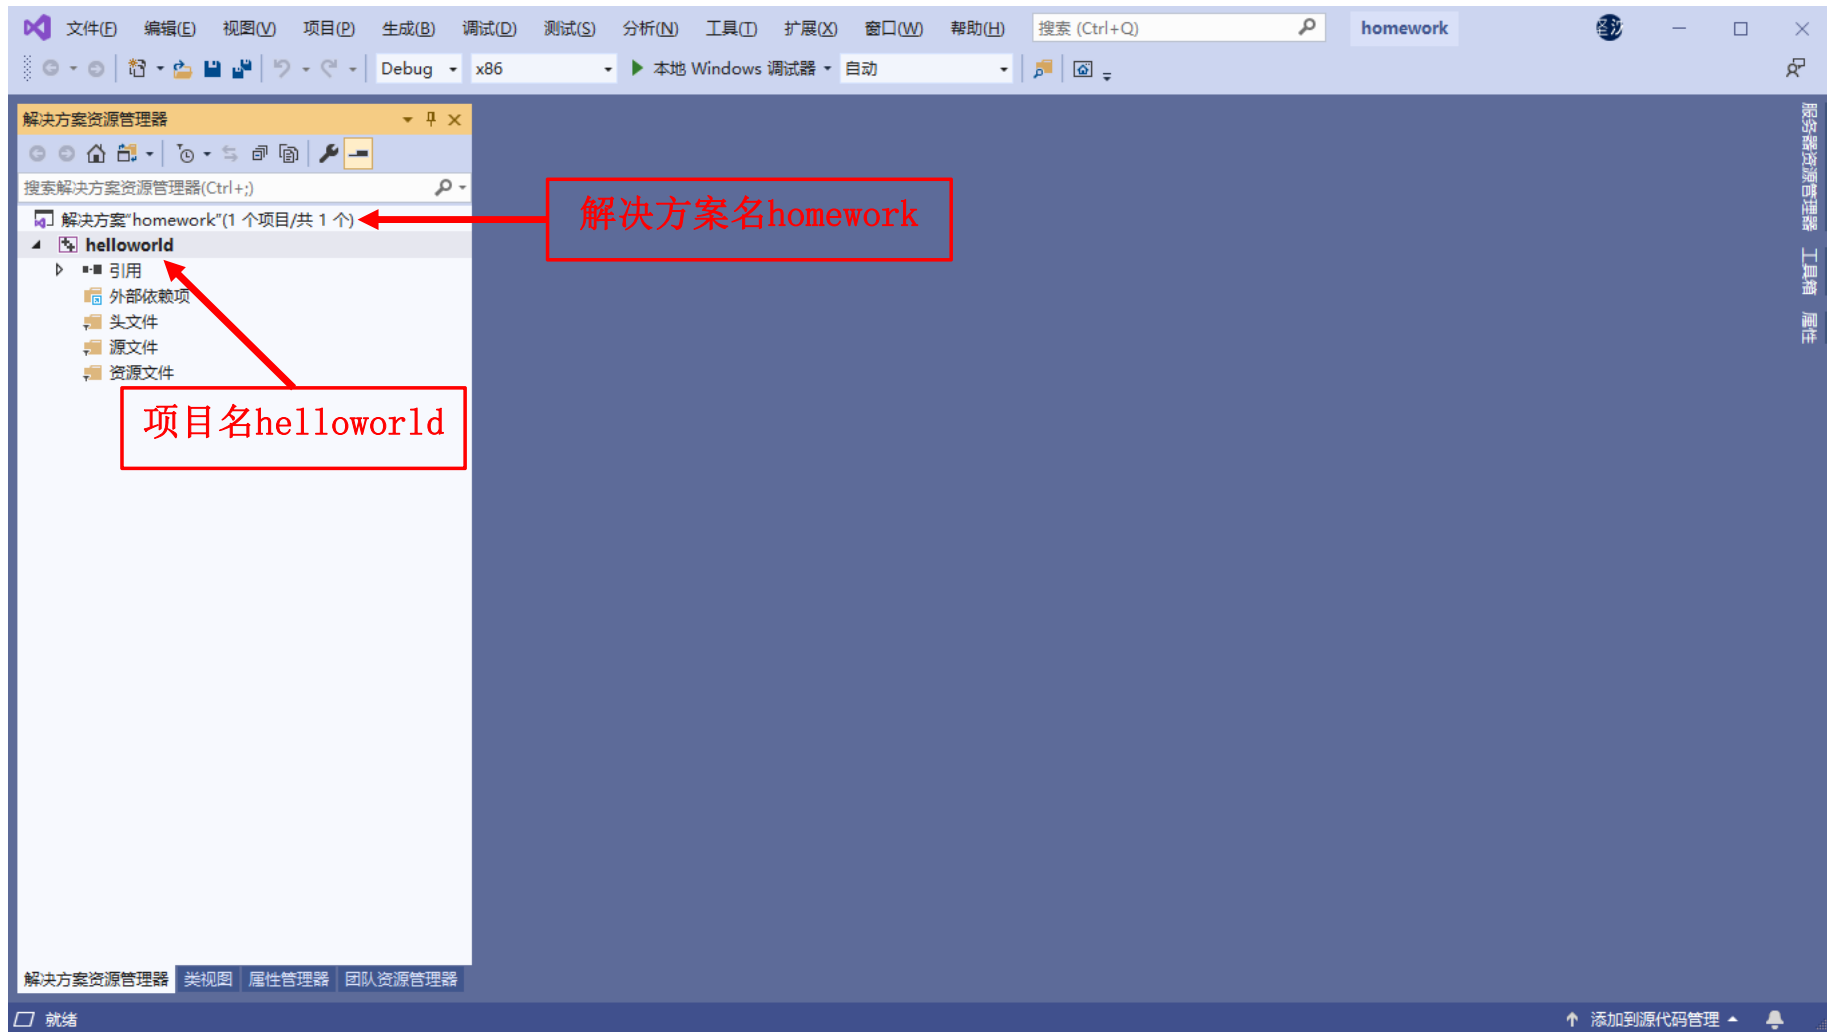 文件(F) 编辑(E) 视图(V) 项目(P) 生成(B) 调试(D) 测试(S) 分析(N) 工具(T) 扩展(X) 窗口(W) 帮助(H) 搜索 (Ctrl+Q) homework
Debug x86 本地 Windows 调试器 自动
解决方案资源管理器
搜索解决方案资源管理器(Ctrl+;)
解决方案"homework"(1 个项目/共 1 个)
helloworld
引用
外部依赖项
头文件
源文件
资源文件
解决方案名homework
项目名helloworld
服务器资源管理器
工具箱
属性
解决方案资源管理器 类视图 属性管理器 团队资源管理器
就绪 添加到源代码管理